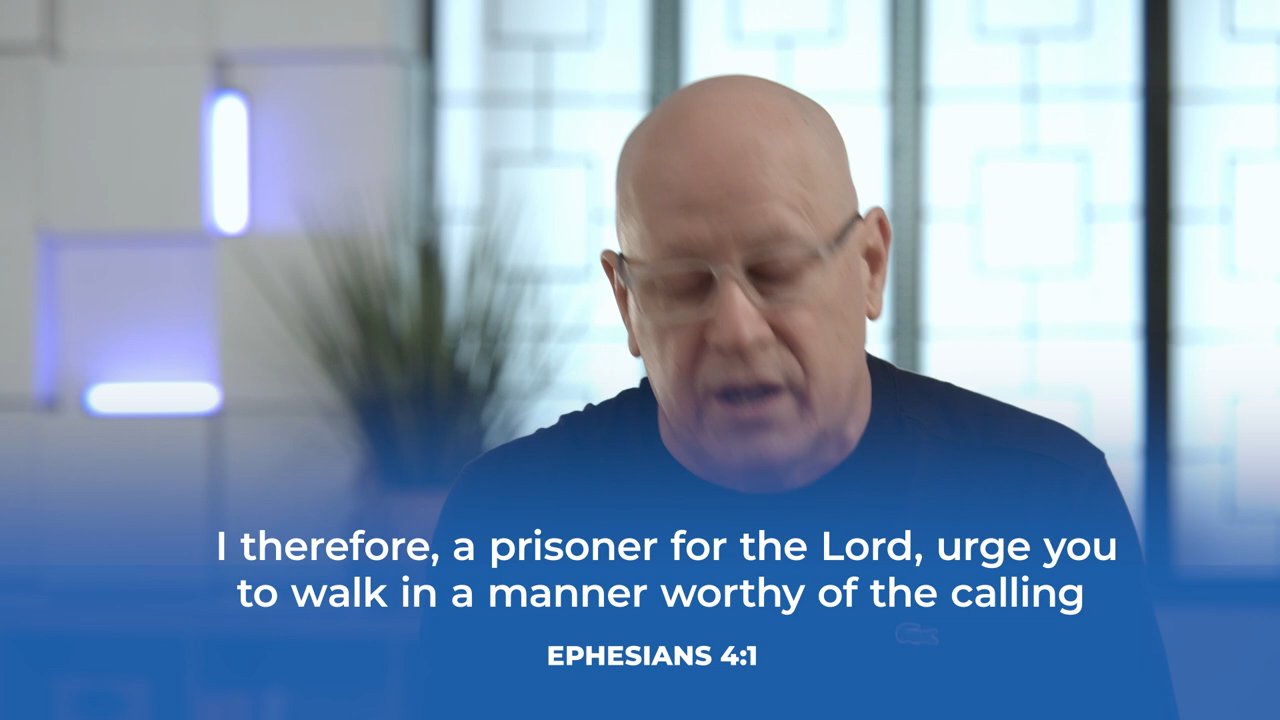 I therefore, a prisoner for the Lord, urge you
to walk in a manner worthy of the calling
EPHESIANS 4:1